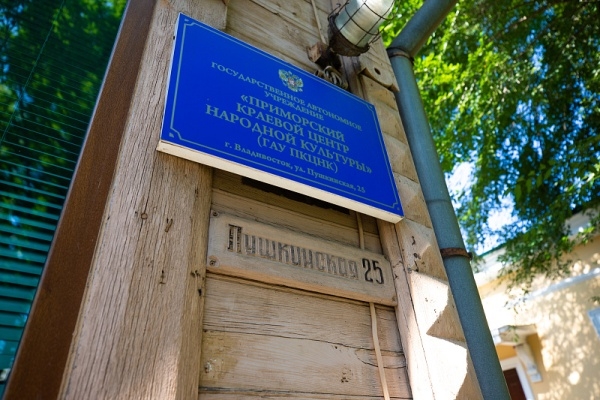 ГОСУДАРСТВЕННОЕ АВТОНОМНОЕ
УЧРЕЖДЕНИЕ
«ПРИМОРСКИЙ
КРАЕВОЙ ЦЕНТР
НАРОДНОЙ КУЛЬТУРЫ»
(ГАУ ПКЦНК)
г. Владивосток, ул. Пушкинская, 25
Пушкинская 25